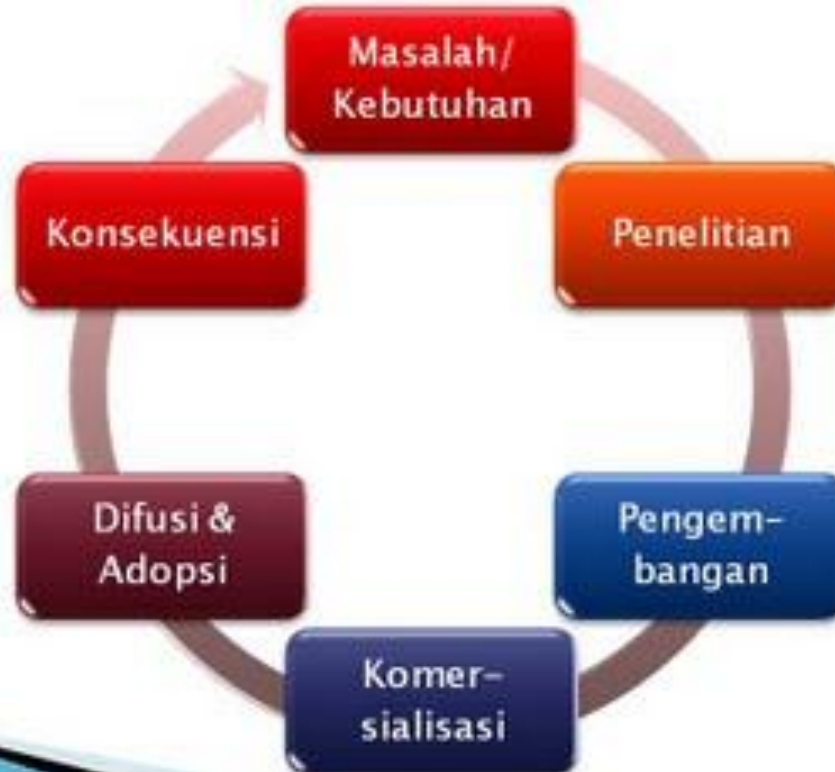 Masalah/
Kebutuhan
Penelitian
Pengem-
bangan
Komer-
sialisasi
Difusi &
Adopsi
Konsekuensi